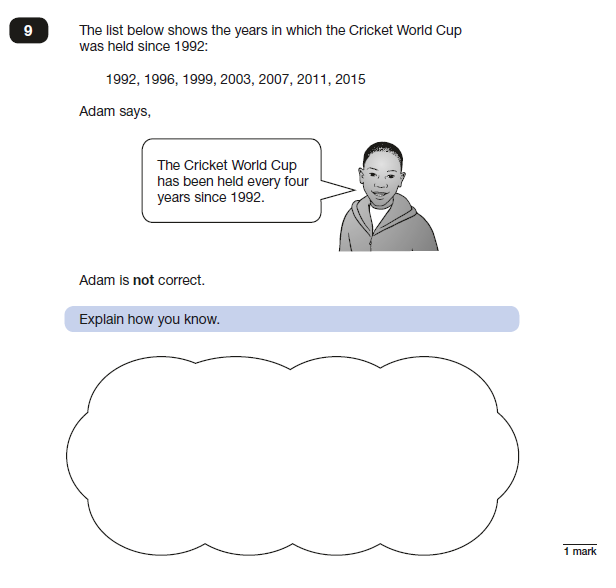 9
The list below shows the years in which the Cricket World Cup
was held since 1992:
1992, 1996, 1999, 2003, 2007, 2011, 2015
Adam says,
The Cricket World Cup
has been held every four
years since 1992.
Adam is not correct.
Explain how you know.
1 mark